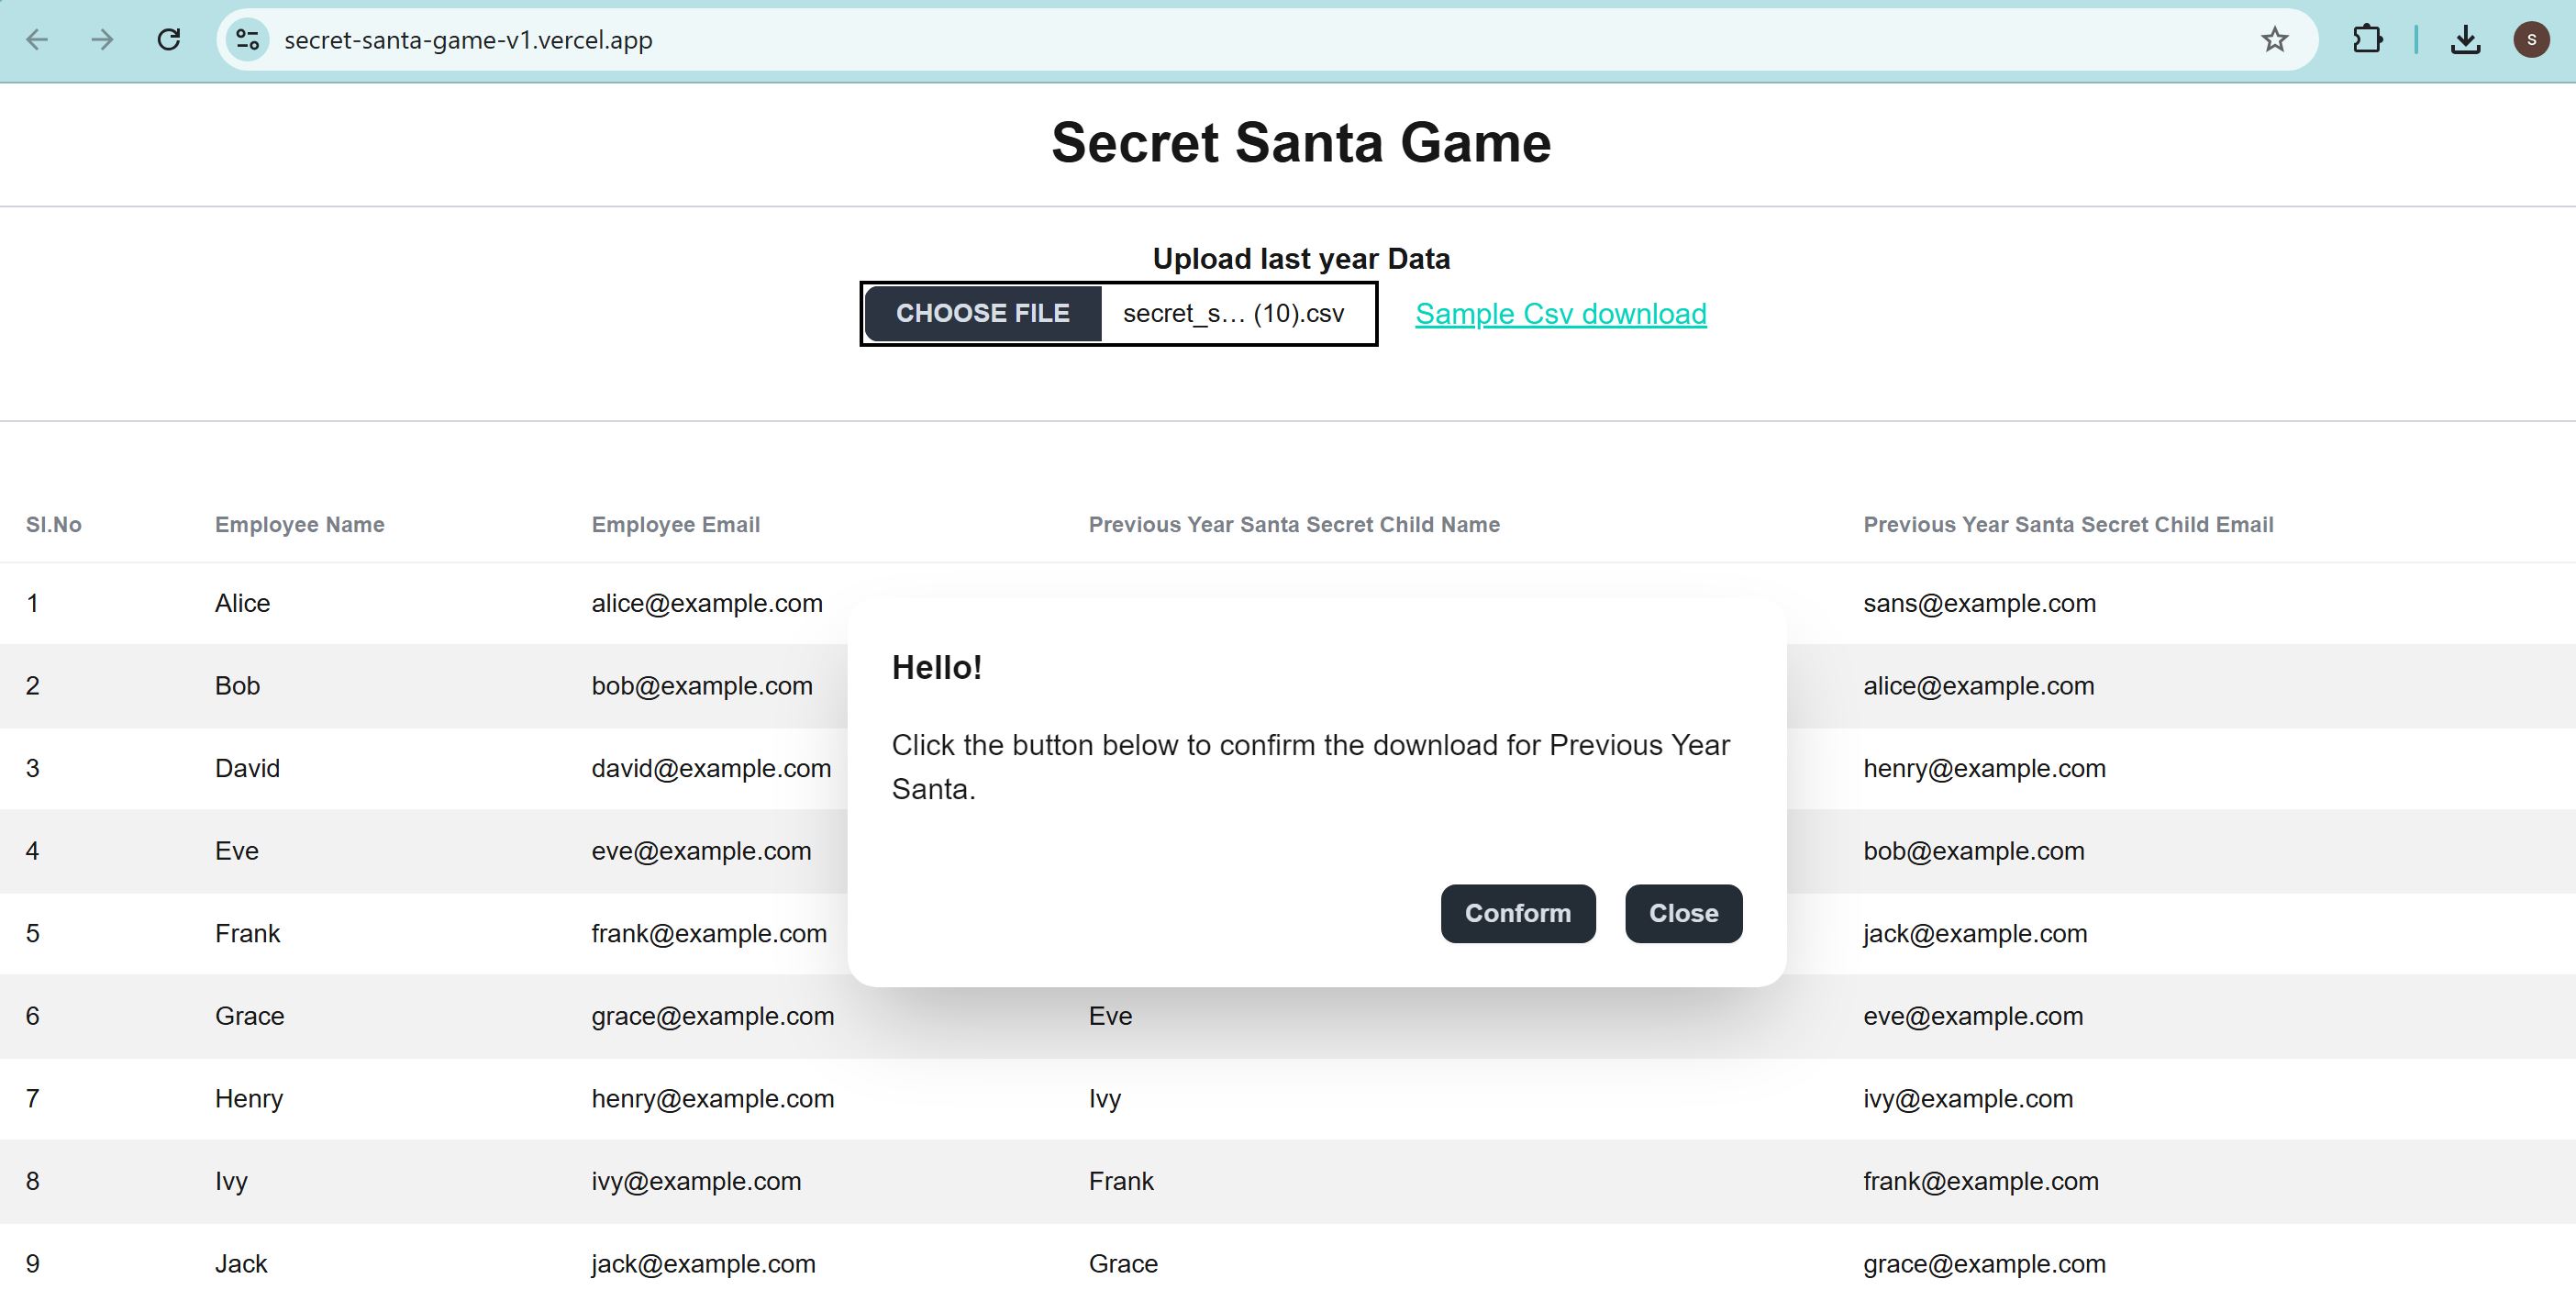 secret-santa-game-v1.vercel.app
S
Secret Santa Game
Upload last year Data
CHOOSE FILE secret_s... (10).csv Sample Csv download
Sl.No Employee Name Employee Email Previous Year Santa Secret Child Name Previous Year Santa Secret Child Email
1 Alice alice@example.com sans@example.com
2 Bob bob@example.com alice@example.com
3 David david@example.com henry@example.com
4 Eve eve@example.com bob@example.com
5 Frank frank@example.com jack@example.com
Hello!
Click the button below to confirm the download for Previous Year
Santa.
Conform Close
6 Grace grace@example.com Eve eve@example.com
7 Henry henry@example.com Ivy ivy@example.com
8 Ivy ivy@example.com Frank frank@example.com
9 Jack jack@example.com Grace grace@example.com